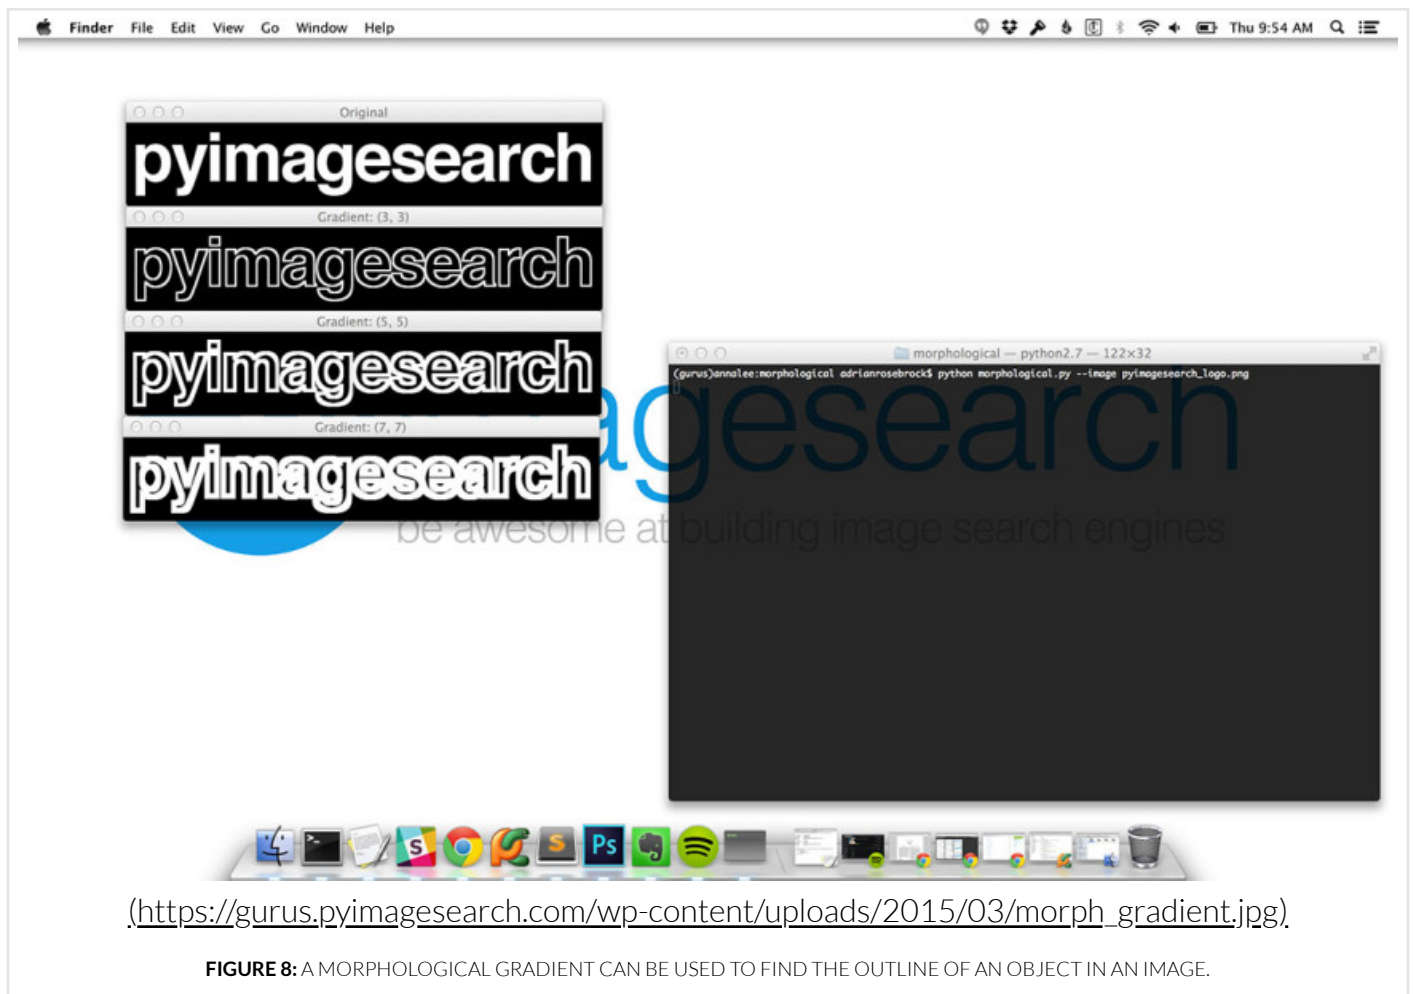 Finder File Edit View Go Window Help Thu 9:54 AM
Original
pyimagesearch
Gradient: (3, 3)
pyimagesearch
Gradient: (5, 5)
pyimagesearch
Gradient: (7, 7)
pyimagesearch
morphological — python2.7 — 122×32
(gurus)annalee:morphological adrianrosebrock$ python morphological.py --image pyimagesearch_logo.png
agesearch
be awesome at building image search engines
S
S
Ps
(https://gurus.pyimagesearch.com/wp-content/uploads/2015/03/morph_gradient.jpg)
FIGURE 8: A MORPHOLOGICAL GRADIENT CAN BE USED TO FIND THE OUTLINE OF AN OBJECT IN AN IMAGE.